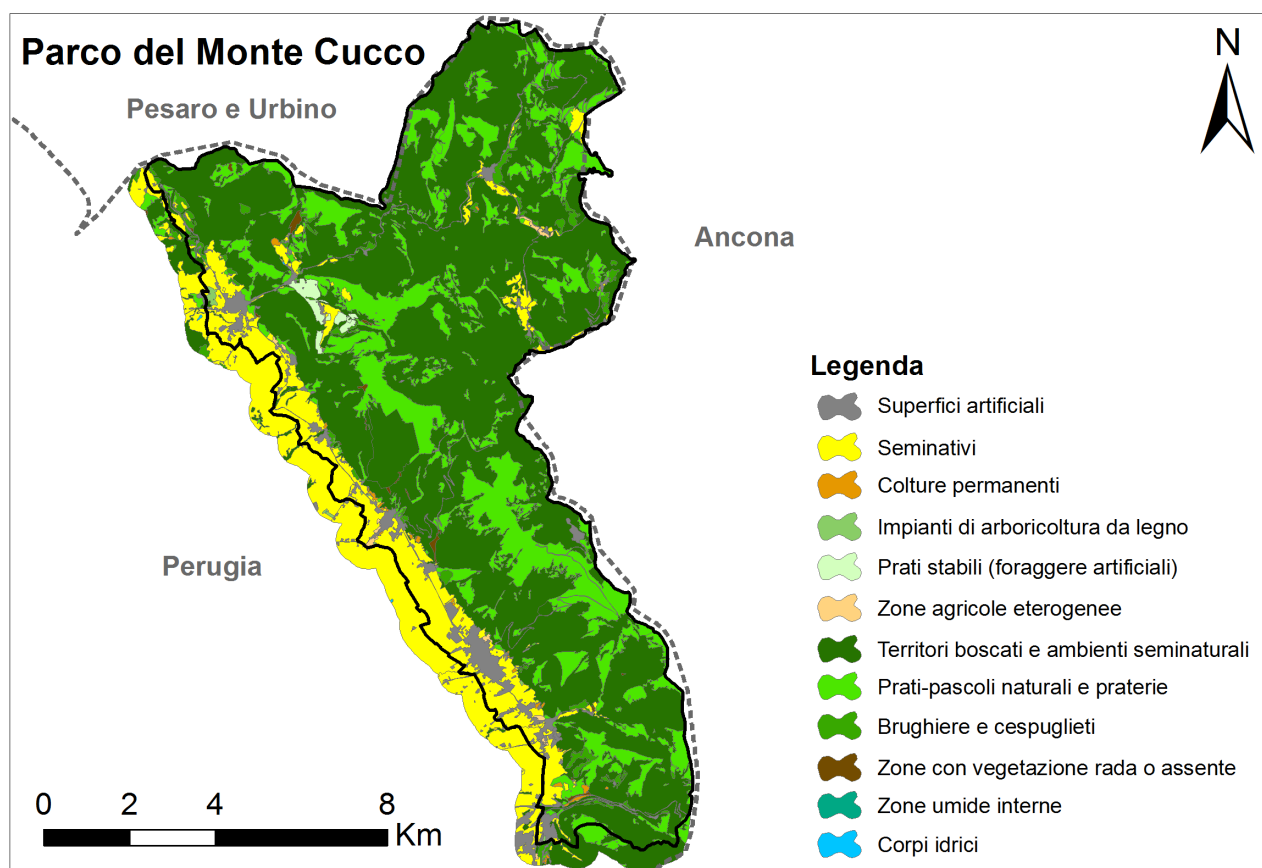 Parco del Monte Cucco
N
Pesaro e Urbino
Ancona
Perugia
Legenda
Superfici artificiali
Seminativi
Colture permanenti
Impianti di arboricoltura da legno
Prati stabili (foraggere artificiali)
Zone agricole eterogenee
Territori boscati e ambienti seminaturali
Prati-pascoli naturali e praterie
Brughiere e cespuglieti
Zone con vegetazione rada o assente
Zone umide interne
Corpi idrici
0 2 4 8
Km